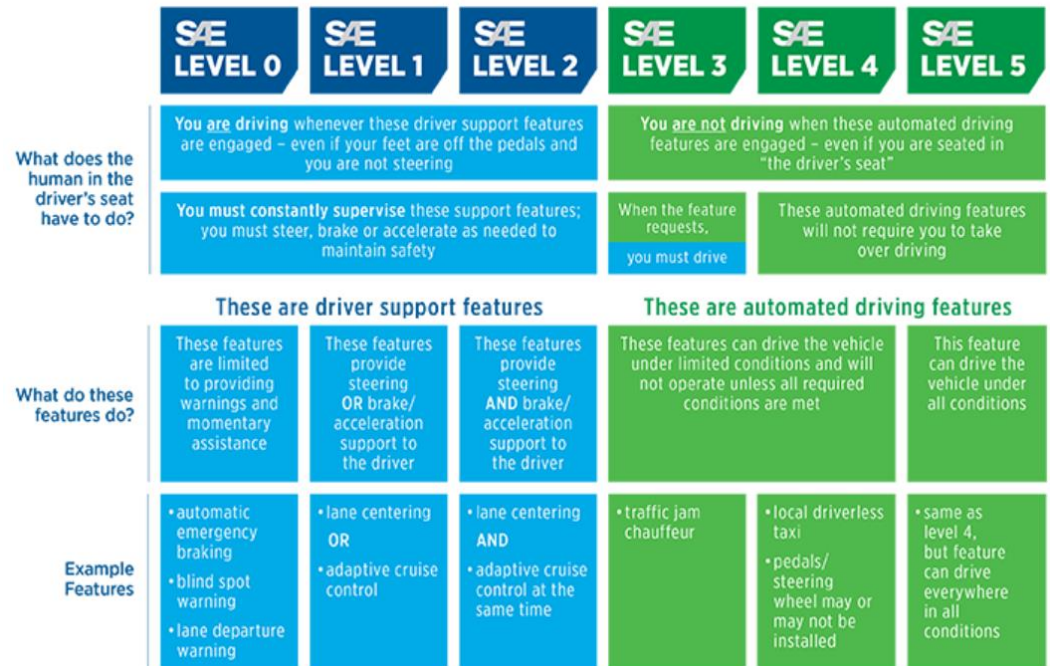 SAE
LEVEL 0
SAE
LEVEL 1
SAE
LEVEL 2
SAE
LEVEL 3
SAE
LEVEL 4
SAE
LEVEL 5
What does the
human in the
driver's seat
have to do?
You are driving whenever these driver support features
are engaged – even if your feet are off the pedals and
you are not steering
You are not driving when these automated driving
features are engaged – even if you are seated in
“the driver's seat”
You must constantly supervise these support features;
you must steer, brake or accelerate as needed to
maintain safety
When the feature
requests,
you must drive
These automated driving features
will not require you to take
over driving
These are driver support features
These are automated driving features
What do these
features do?
These features
are limited
to providing
warnings and
momentary
assistance
These features
provide
steering
OR brake/
acceleration
support to
the driver
These features
provide
steering
AND brake/
acceleration
support to
the driver
These features can drive the vehicle
under limited conditions and will
not operate unless all required
conditions are met
This feature
can drive the
vehicle under
all conditions
Example
Features
• automatic
emergency
braking
• blind spot
warning
• lane departure
warning
• lane centering
OR
• adaptive cruise
control
• lane centering
AND
• adaptive cruise
control at the
same time
• traffic jam
chauffeur
• local driverless
taxi
• pedals/
steering
wheel may or
may not be
installed
• same as
level 4,
but feature
can drive
everywhere
in all
conditions